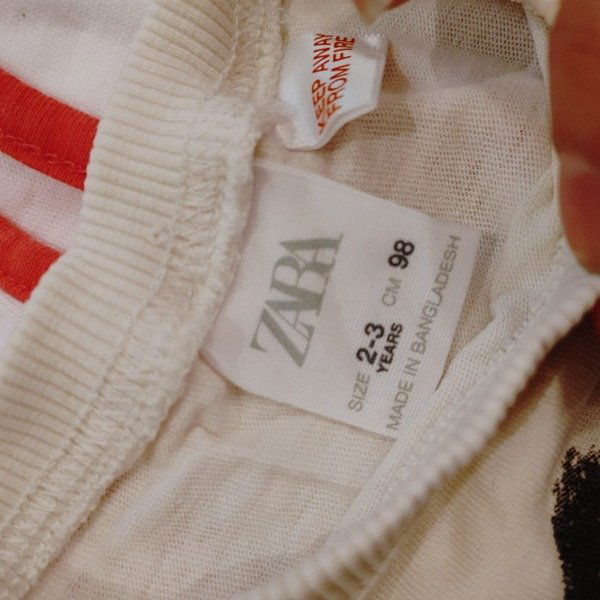 KEEP AWAY
FROM FIRE
ZARA
SIZE 2-3 CM 98
YEARS
MADE IN BANGLADESH